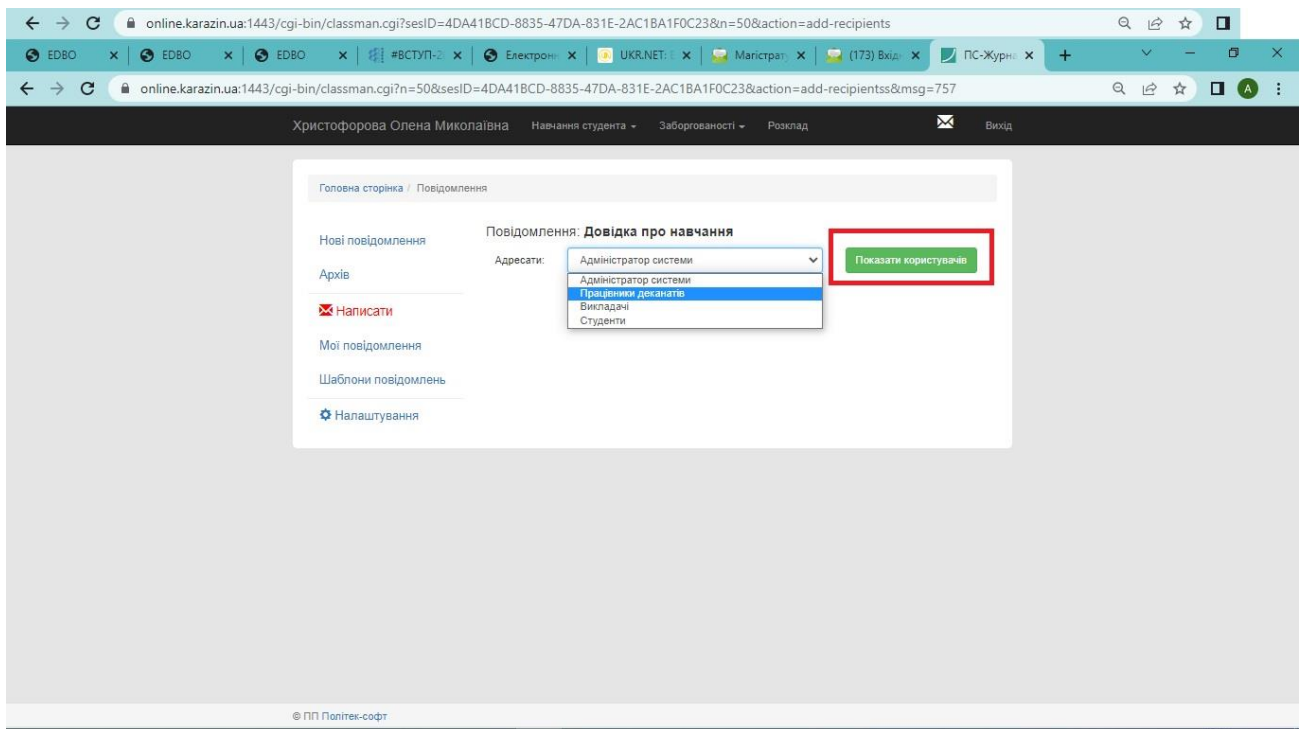 online.karazin.ua:1443/cgi-bin/classman.cgi?sesID=4DA41BCD-8835-47DA-831E-2AC1BA1F0C23&n=50&action=add-recipients
EDBO EDBO EDBO #ВСТУП-2 Електронн UKR.NET: Магістрат (173) Вхідн ПС-Журна
online.karazin.ua:1443/cgi-bin/classman.cgi?n=50&sesID=4DA41BCD-8835-47DA-831E-2AC1BA1F0C23&action=add-recipientss&msg=757
A
Христофорова Олена Миколаївна Навчання студента Заборгованості Розклад Вихід
Головна сторінка / Повідомлення
Нові повідомлення
Архів
Написати
Мої повідомлення
Шаблони повідомлень
Налаштування
Повідомлення: Довідка про навчання
Адресати: Адміністратор системи Показати користувачів
Адміністратор системи
Працівники деканатів
Викладачі
Студенти
© ПП Політек-софт